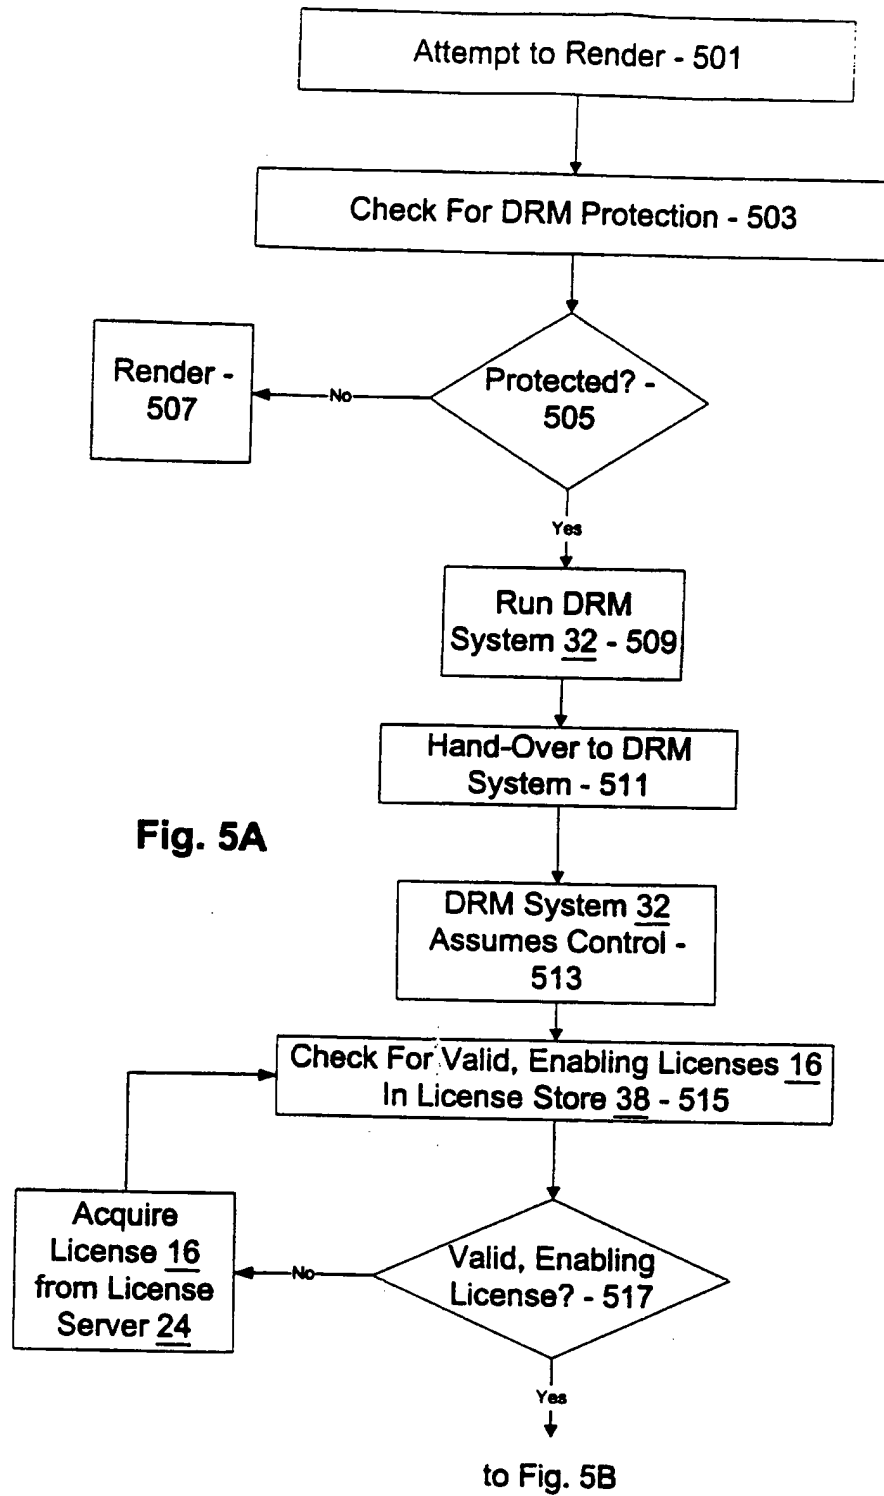 Attempt to Render - 501
Check For DRM Protection - 503
Protected? -
505
No
Render -
507
Yes
Run DRM
System 32 - 509
Hand-Over to DRM
System - 511
Fig. 5A
DRM System 32
Assumes Control -
513
Check For Valid, Enabling Licenses 16
In License Store 38 - 515
Valid, Enabling
License? - 517
No
Acquire
License 16
from License
Server 24
Yes
to Fig. 5B